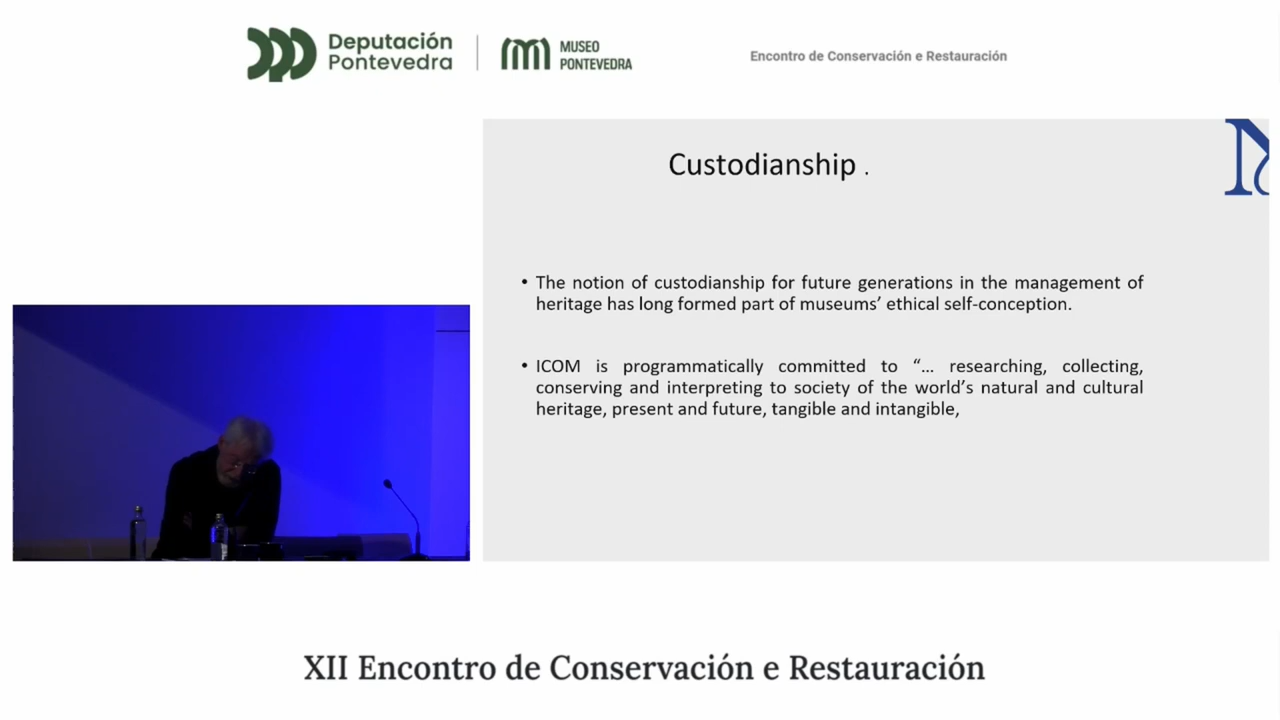 Deputación
Pontevedra
MUSEO
PONTEVEDRA
Encontro de Conservación e Restauración
Custodianship .
• The notion of custodianship for future generations in the management of
heritage has long formed part of museums’ ethical self-conception.
• ICOM is programmatically committed to “... researching, collecting,
conserving and interpreting to society of the world’s natural and cultural
heritage, present and future, tangible and intangible,
XII Encontro de Conservación e Restauración